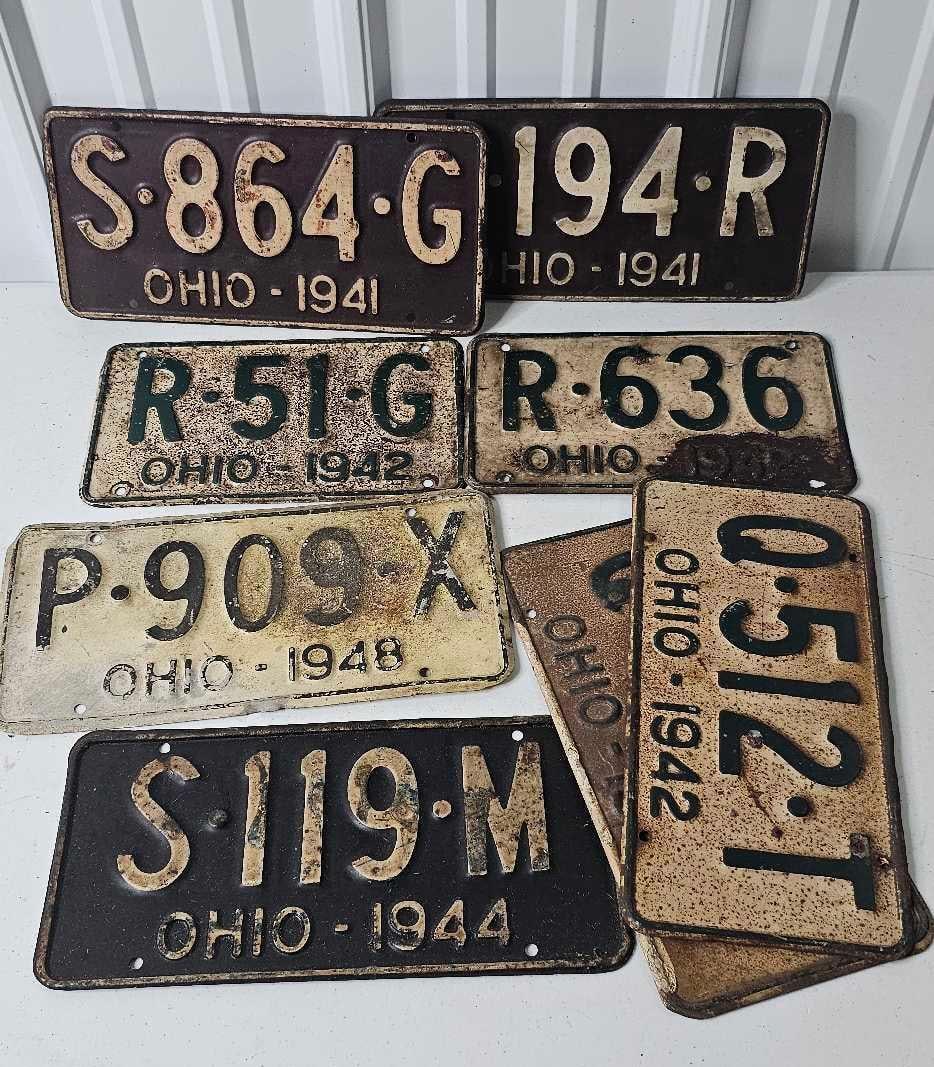 S·864·G
OHIO - 1941
194·R
HIO - 1941
R·51·G
OHIO - 1942
R·636
OHIO - 1942
P·909·X
OHIO - 1948
Q·512·T
OHIO - 1942
OHIO -
S·119·M
OHIO - 1944